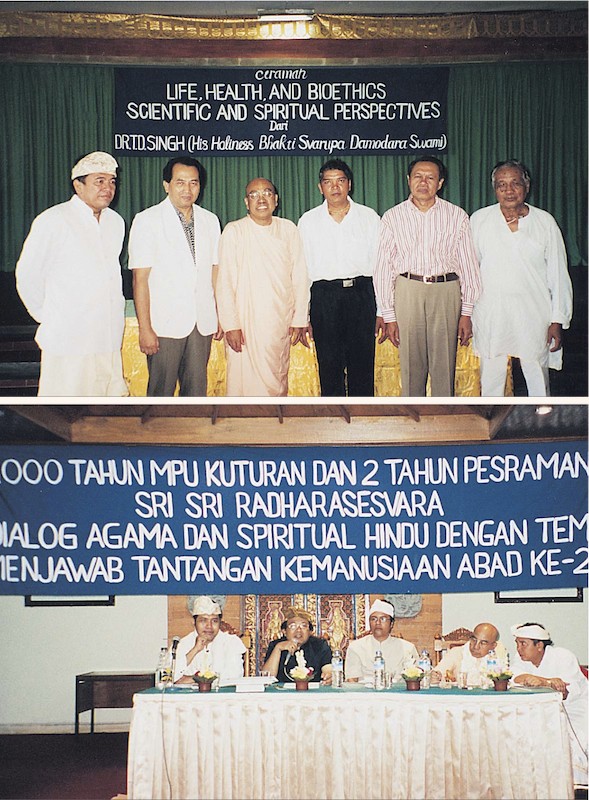 ceramah
LIFE, HEALTH, AND BIOETHICS
SCIENTIFIC AND SPIRITUAL PERSPECTIVES
Dari
DR.T.D. SINGH (His Holiness Bhakti Svarupa Damodara Swami)
000 TAHUN MPU KUTURAN DAN 2 TAHUN PESRAMAN
SRI SRI RADHARASESVARA
DIALOG AGAMA DAN SPIRITUAL HINDU DENGAN TEM
MENJAWAB TANTANGAN KEMANUSIAAN ABAD KE-2